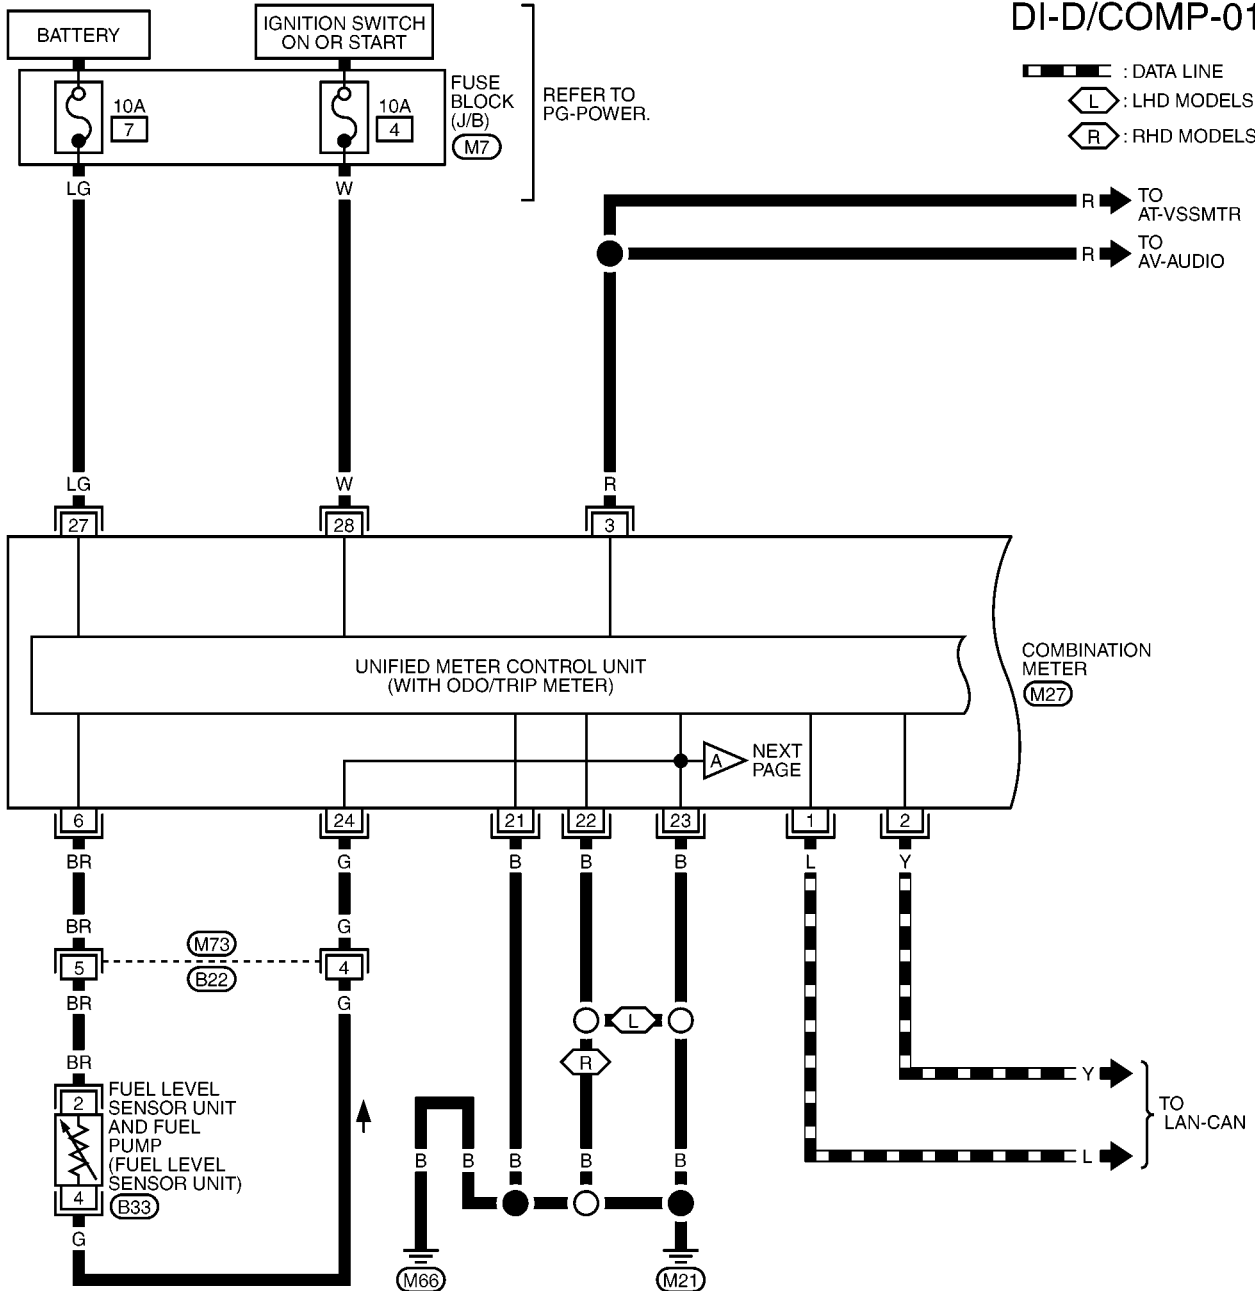 DI-D/COMP-01
BATTERY
IGNITION SWITCH
ON OR START
10A
7
10A
4
FUSE
BLOCK
(J/B)
M7
REFER TO
PG-POWER.
: DATA LINE
L : LHD MODELS
R : RHD MODELS
LG
W
R
TO
AT-VSSMTR
R
TO
AV-AUDIO
LG
W
R
27
28
3
UNIFIED METER CONTROL UNIT
(WITH ODO/TRIP METER)
COMBINATION
METER
M27
A
NEXT
PAGE
6
24
21
22
23
1
2
BR
G
B
B
B
L
Y
BR
G
M73
5
4
B22
BR
G
L
R
BR
Y
2
FUEL LEVEL
SENSOR UNIT
AND FUEL
PUMP
(FUEL LEVEL
SENSOR UNIT)
TO
LAN-CAN
B
B
B
B
B
L
4
B33
G
M66
M21